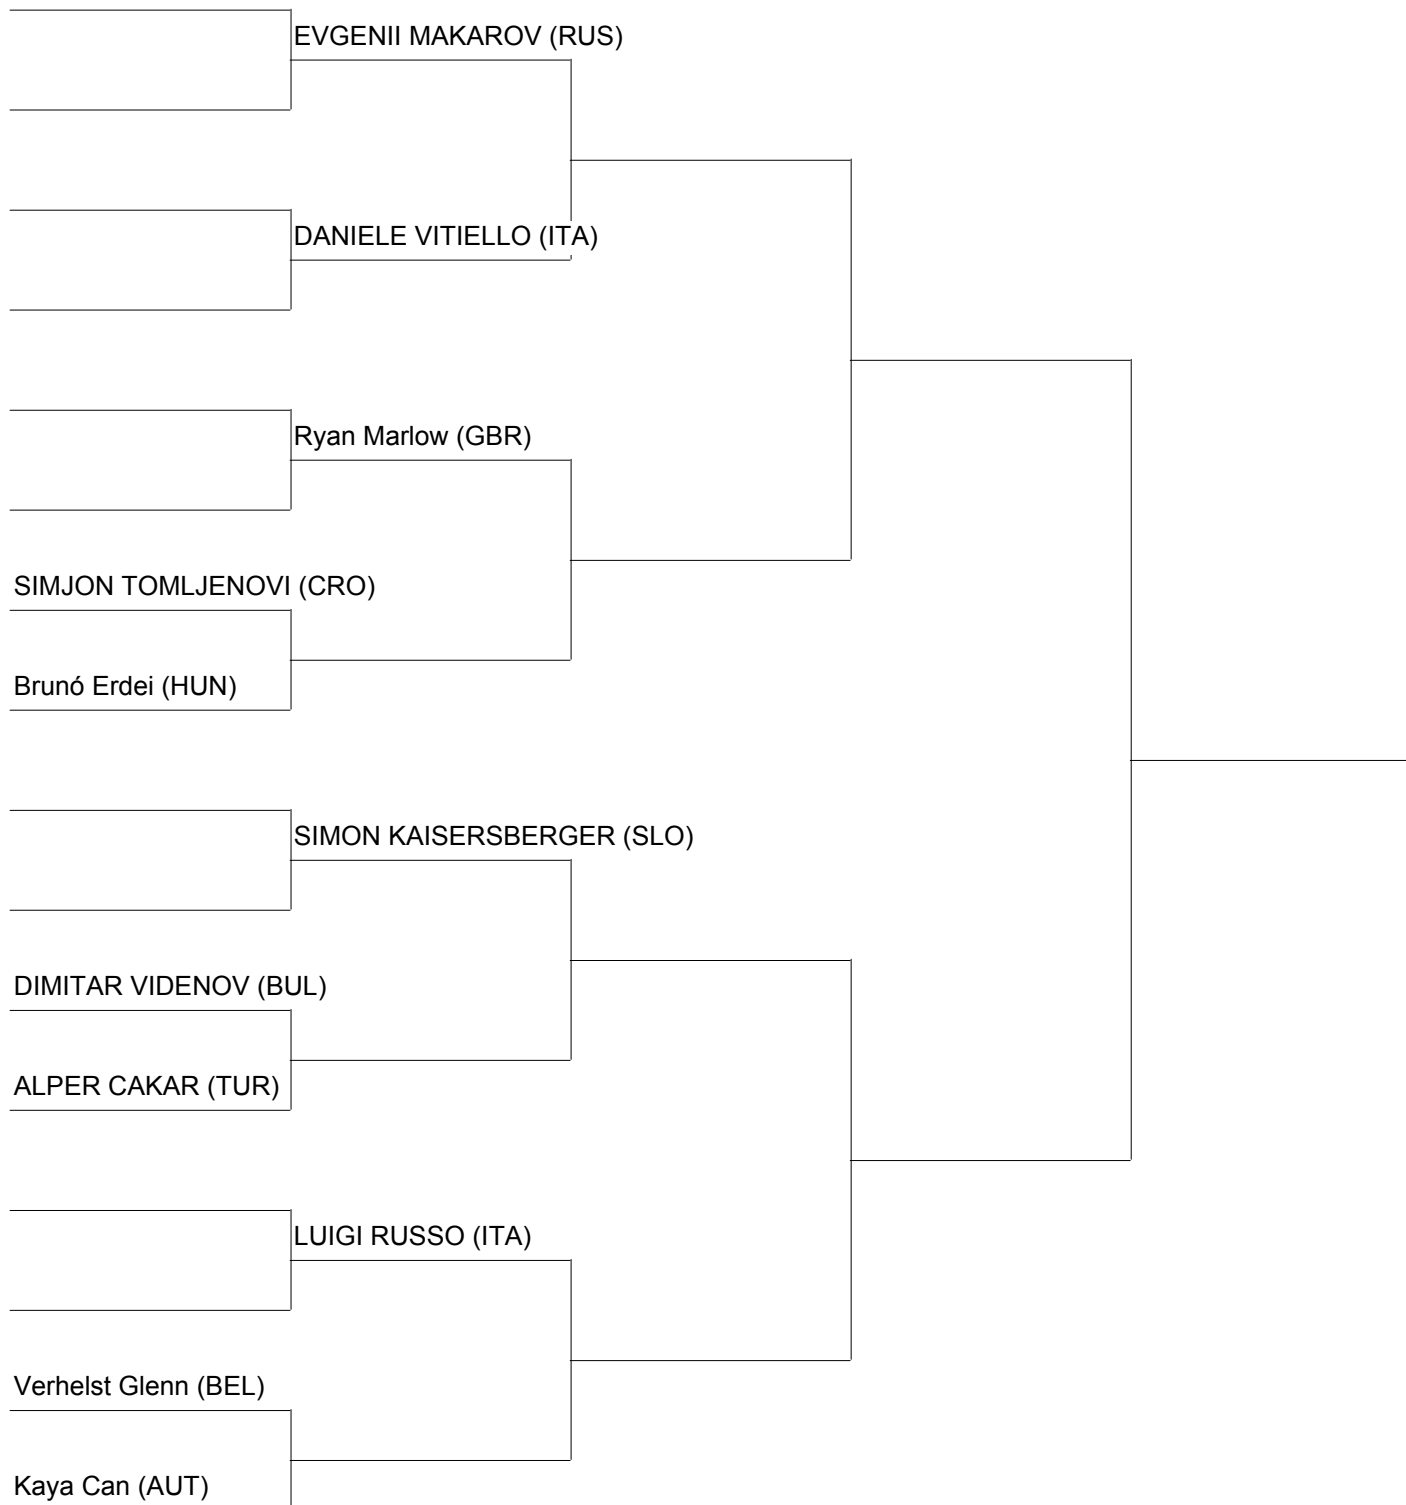 EVGENII MAKAROV (RUS)
DANIELE VITIELLO (ITA)
Ryan Marlow (GBR)
SIMJON TOMLJENOVI (CRO)
Brunó Erdei (HUN)
SIMON KAISERSBERGER (SLO)
DIMITAR VIDENOV (BUL)
ALPER CAKAR (TUR)
LUIGI RUSSO (ITA)
Verhelst Glenn (BEL)
Kaya Can (AUT)